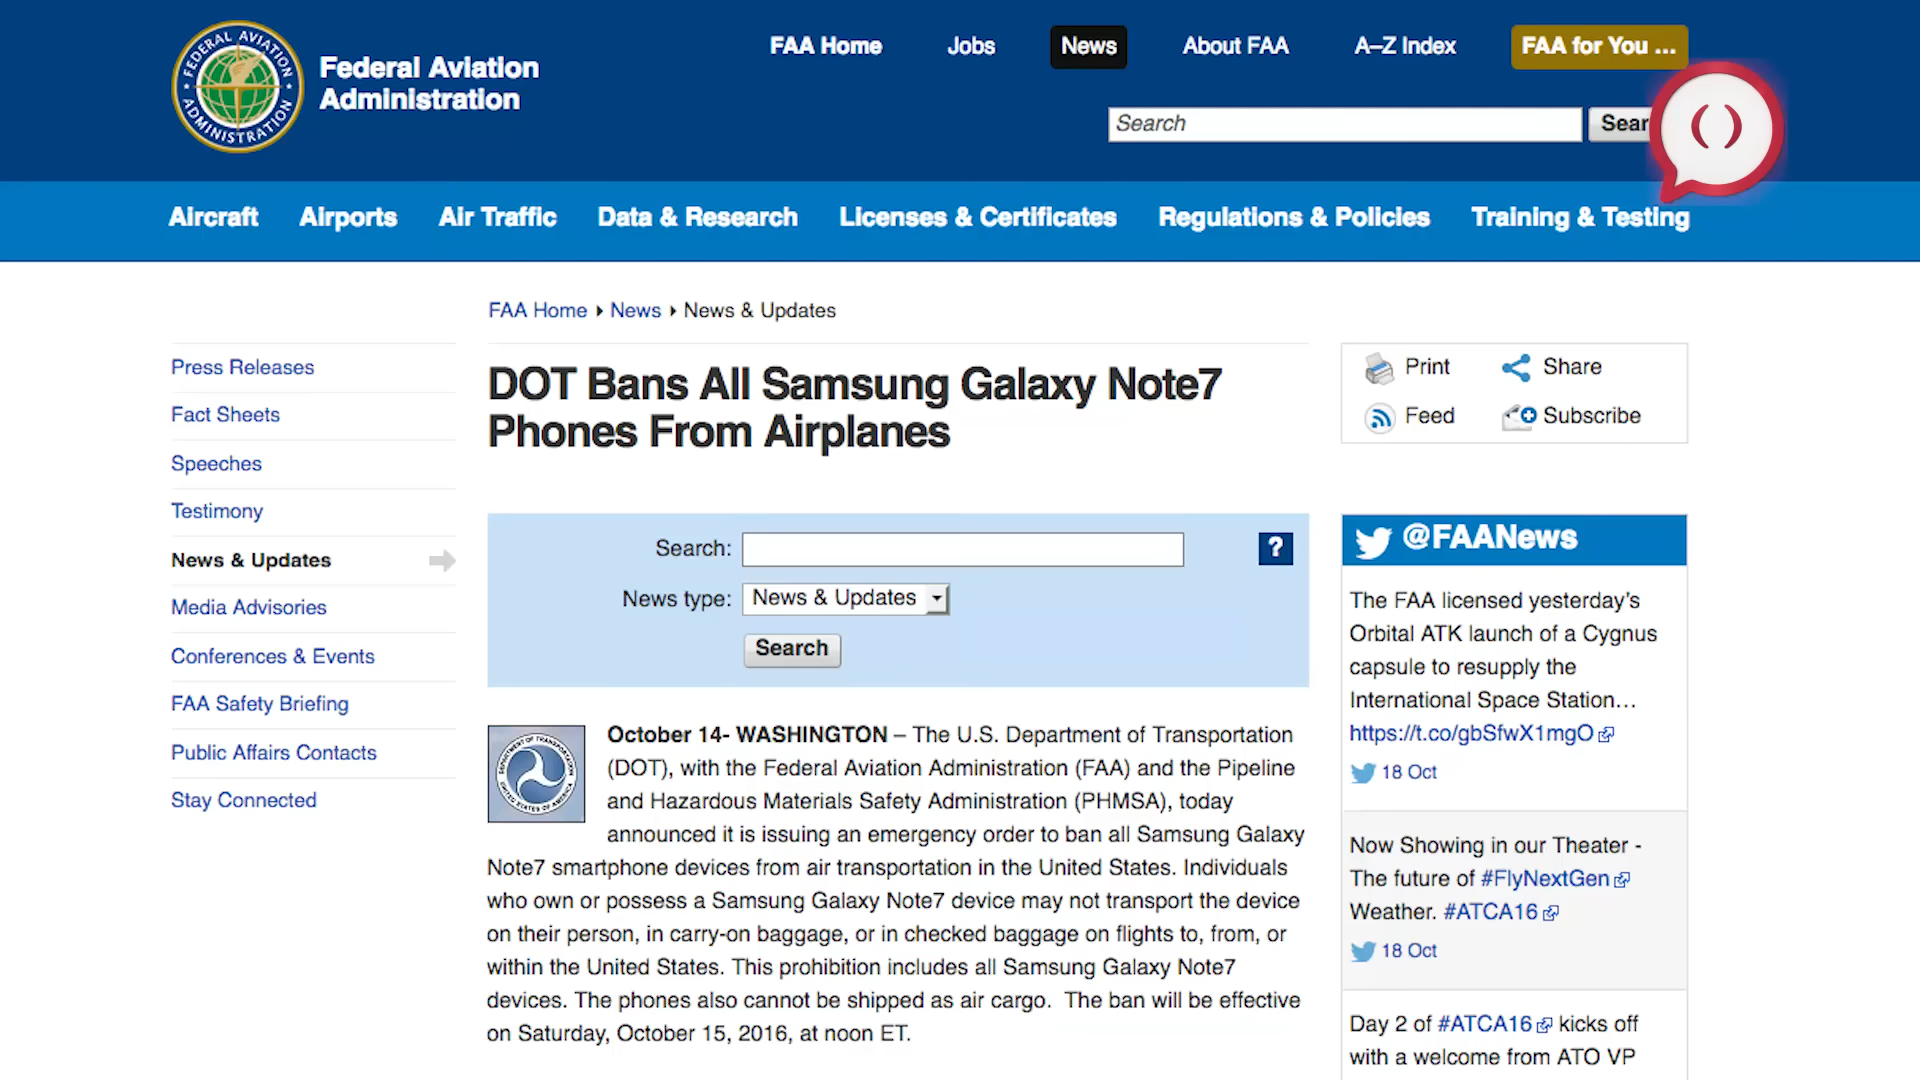 FEDERAL AVIATION
ADMINISTRATION
Federal Aviation
Administration
FAA Home
Jobs
News
About FAA
A–Z Index
FAA for You ...
Search
Sear
()
Aircraft
Airports
Air Traffic
Data & Research
Licenses & Certificates
Regulations & Policies
Training & Testing
FAA Home
News
News & Updates
Press Releases
Fact Sheets
Speeches
Testimony
News & Updates
Media Advisories
Conferences & Events
FAA Safety Briefing
Public Affairs Contacts
Stay Connected
DOT Bans All Samsung Galaxy Note7
Phones From Airplanes
Search:
?
News type:
News & Updates
Search
DEPARTMENT OF TRANSPORTATION
UNITED STATES OF AMERICA
October 14- WASHINGTON – The U.S. Department of Transportation
(DOT), with the Federal Aviation Administration (FAA) and the Pipeline
and Hazardous Materials Safety Administration (PHMSA), today
announced it is issuing an emergency order to ban all Samsung Galaxy
Note7 smartphone devices from air transportation in the United States. Individuals
who own or possess a Samsung Galaxy Note7 device may not transport the device
on their person, in carry-on baggage, or in checked baggage on flights to, from, or
within the United States. This prohibition includes all Samsung Galaxy Note7
devices. The phones also cannot be shipped as air cargo.  The ban will be effective
on Saturday, October 15, 2016, at noon ET.
Print
Share
Feed
Subscribe
@FAANews
The FAA licensed yesterday's
Orbital ATK launch of a Cygnus
capsule to resupply the
International Space Station…
https://t.co/gbSfwX1mgO
18 Oct
Now Showing in our Theater -
The future of #FlyNextGen
Weather. #ATCA16
18 Oct
Day 2 of #ATCA16 kicks off
with a welcome from ATO VP